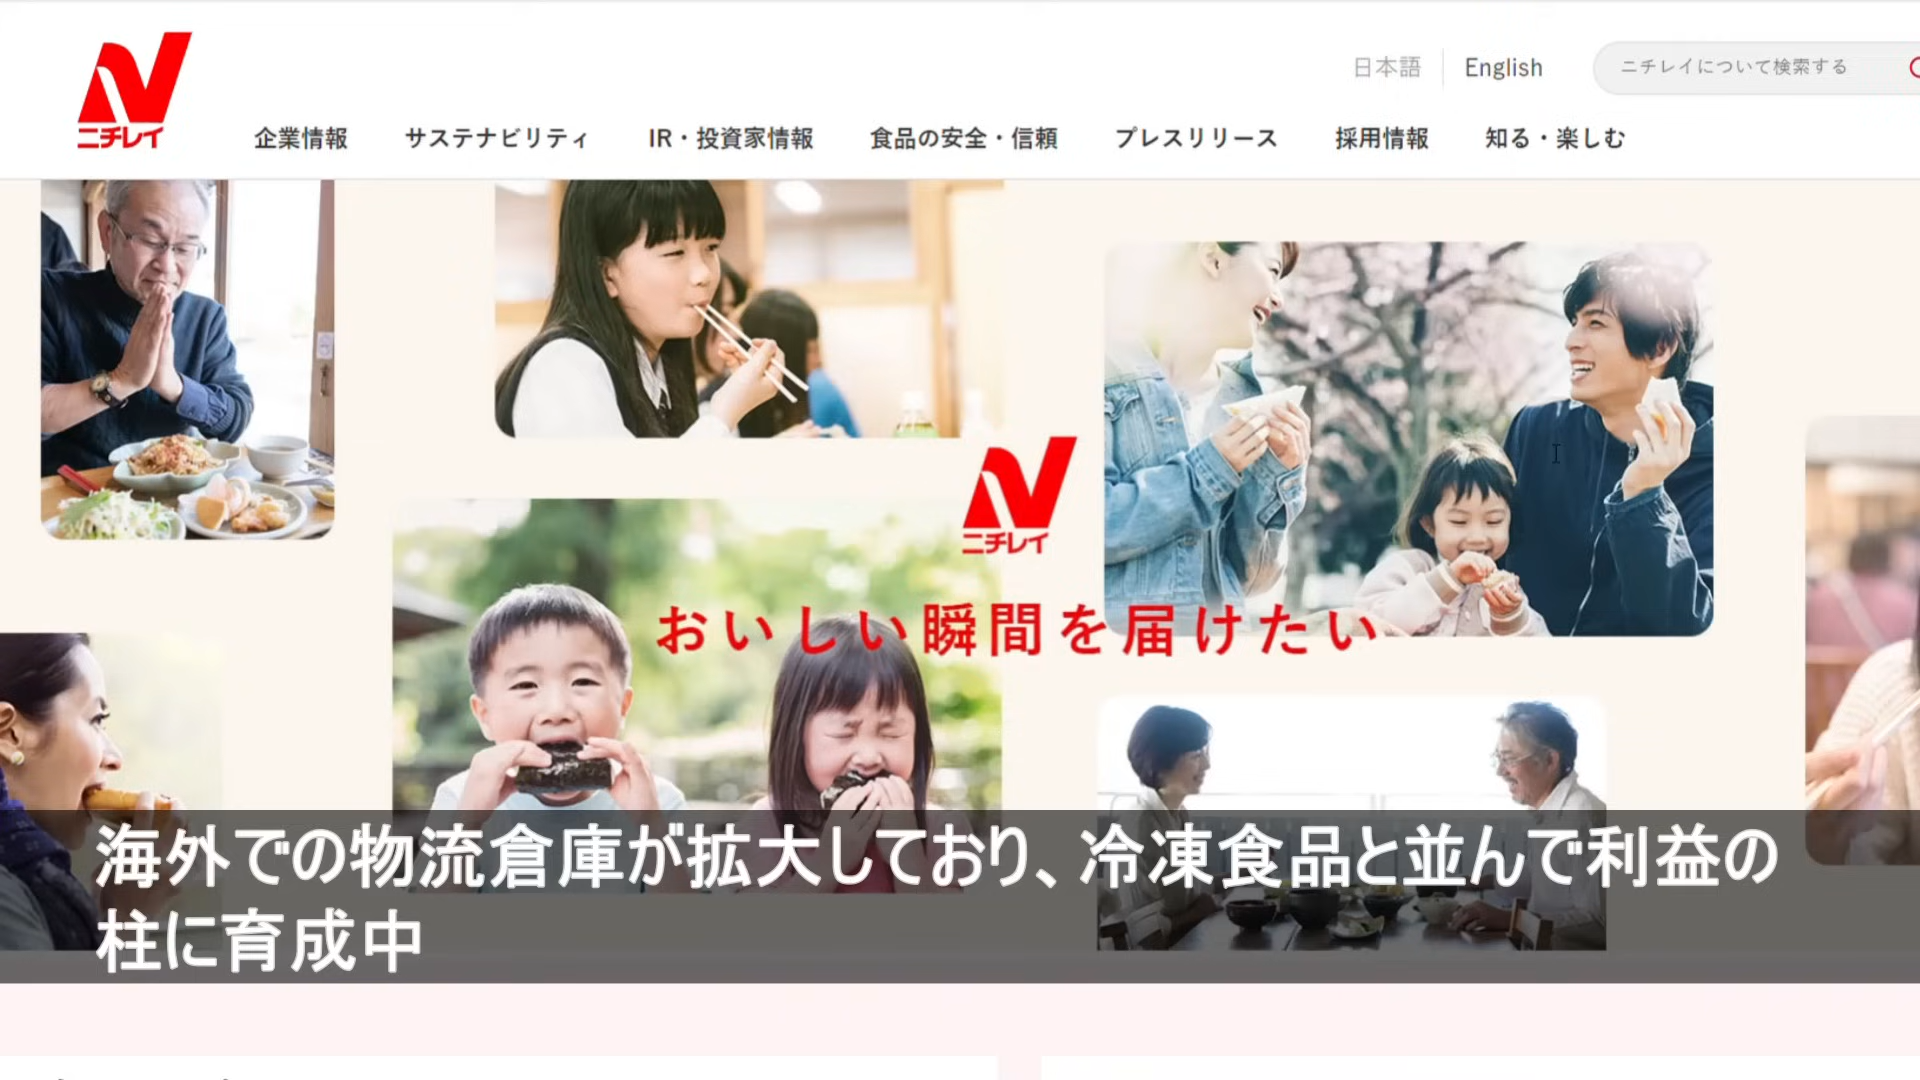 ニチレイ
日本語
English
ニチレイについて検索する
企業情報
サステナビリティ
IR・投資家情報
食品の安全・信頼
プレスリリース
採用情報
知る・楽しむ
ニチレイ
おいしい瞬間を届けたい
海外での物流倉庫が拡大しており、冷凍食品と並んで利益の
柱に育成中